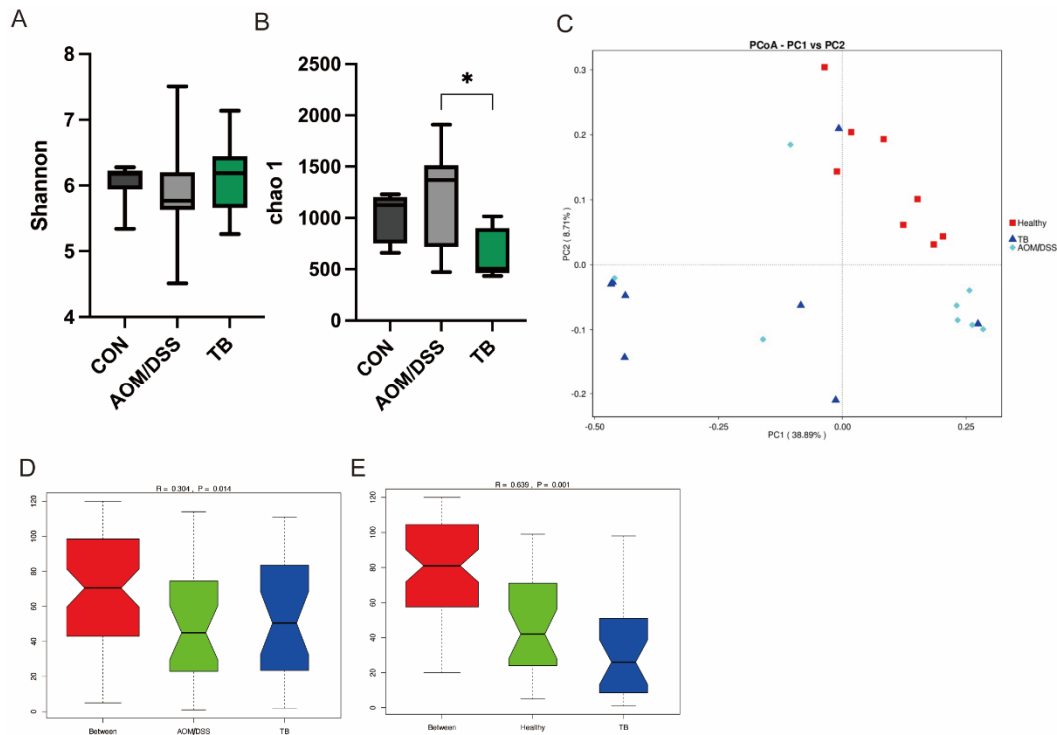 A
Shannon
8
7
6
5
4
CON
AOM/DSS
TB
B
chao 1
2500
2000
1500
1000
500
0
*
CON
AOM/DSS
TB
C
PCoA - PC1 vs PC2
PC2 ( 8.71%)
0.3
0.2
0.1
0.0
-0.1
-0.2
-0.50
-0.25
0.00
0.25
PC1 ( 38.89%)
Healthy
TB
AOM/DSS
D
R = 0.304 , P = 0.014
120
100
80
60
40
20
0
Between
AOM/DSS
TB
E
R = 0.639 , P = 0.001
120
100
80
60
40
20
0
Between
Healthy
TB